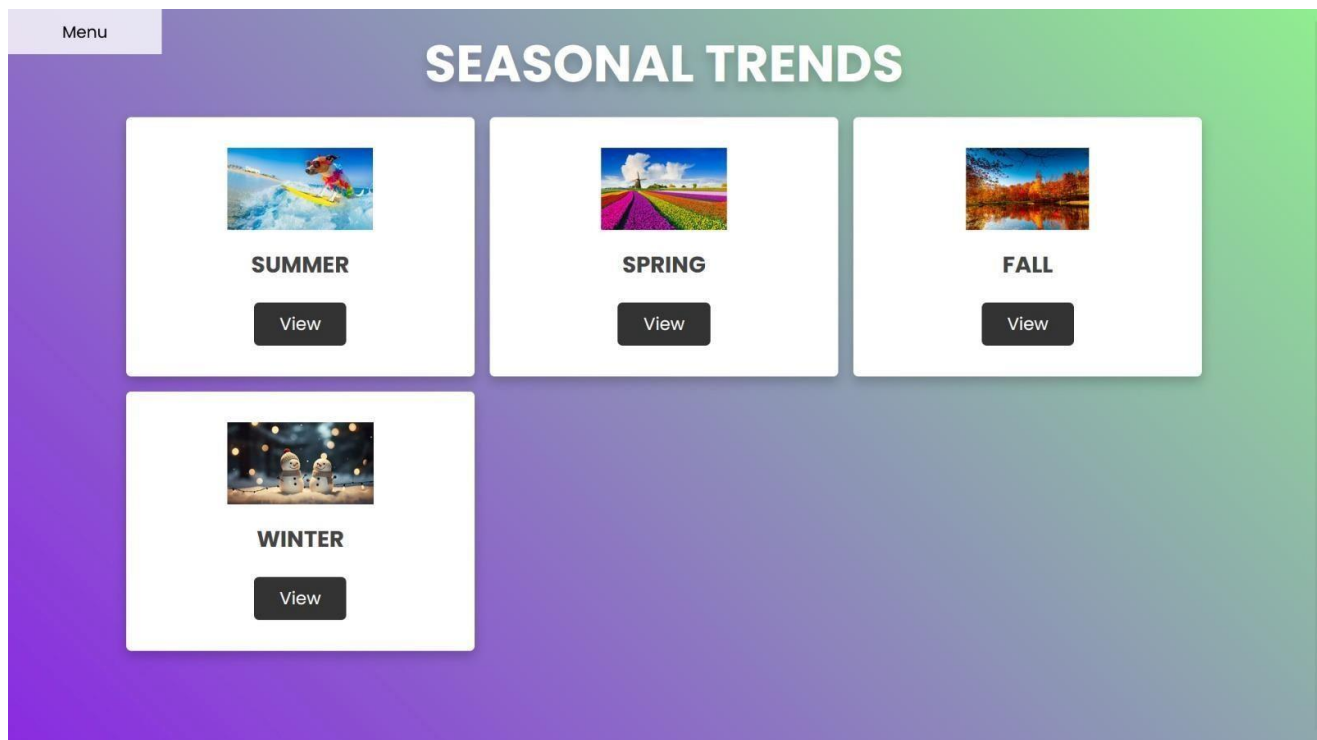 Menu
SEASONAL TRENDS
SUMMER
View
SPRING
View
FALL
View
WINTER
View